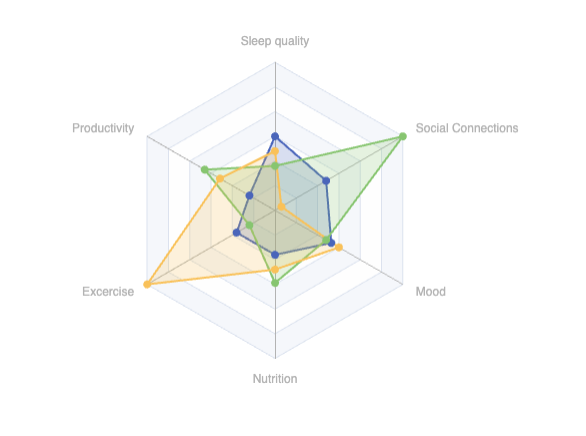 Sleep quality
Productivity
Social Connections
Excercise
Mood
Nutrition